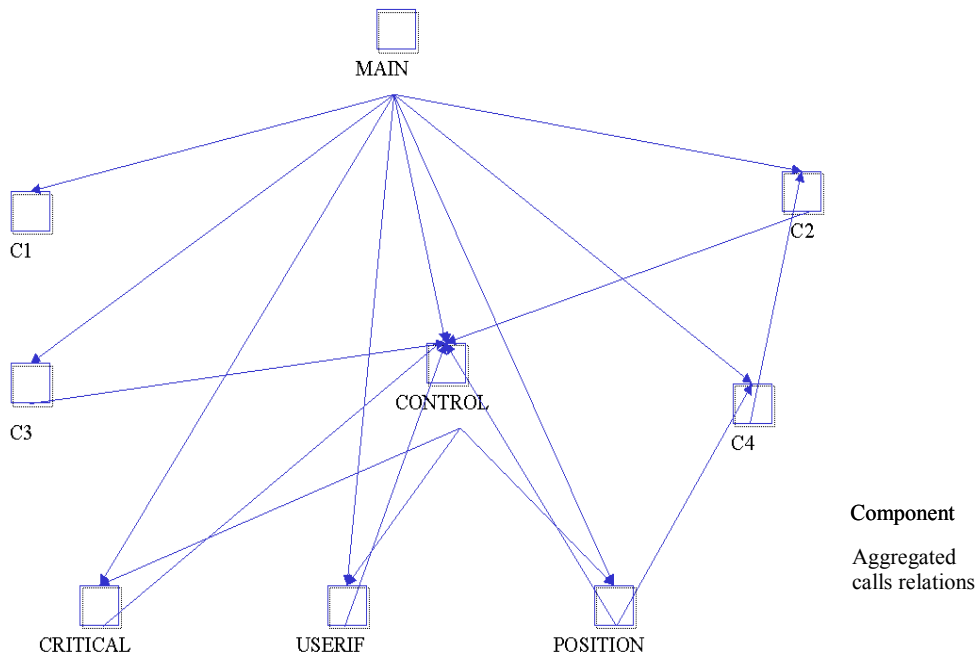 MAIN
C1
C2
C3
CONTROL
C4
Component
Aggregated
calls relations
CRITICAL
USERIF
POSITION